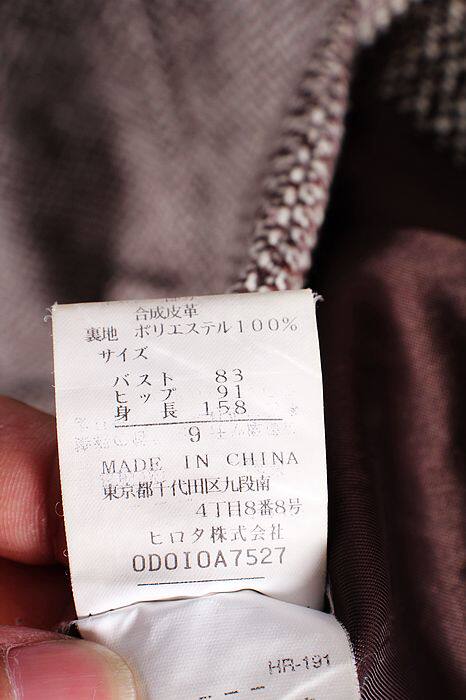 合成皮革
裏地 ポリエステル100%
サイズ
バスト 83
ヒップ 91
身 長 158
9
MADE IN CHINA
東京都千代田区九段南
4丁目8番8号
ヒロタ株式会社
0D0I0A7527
HR-191